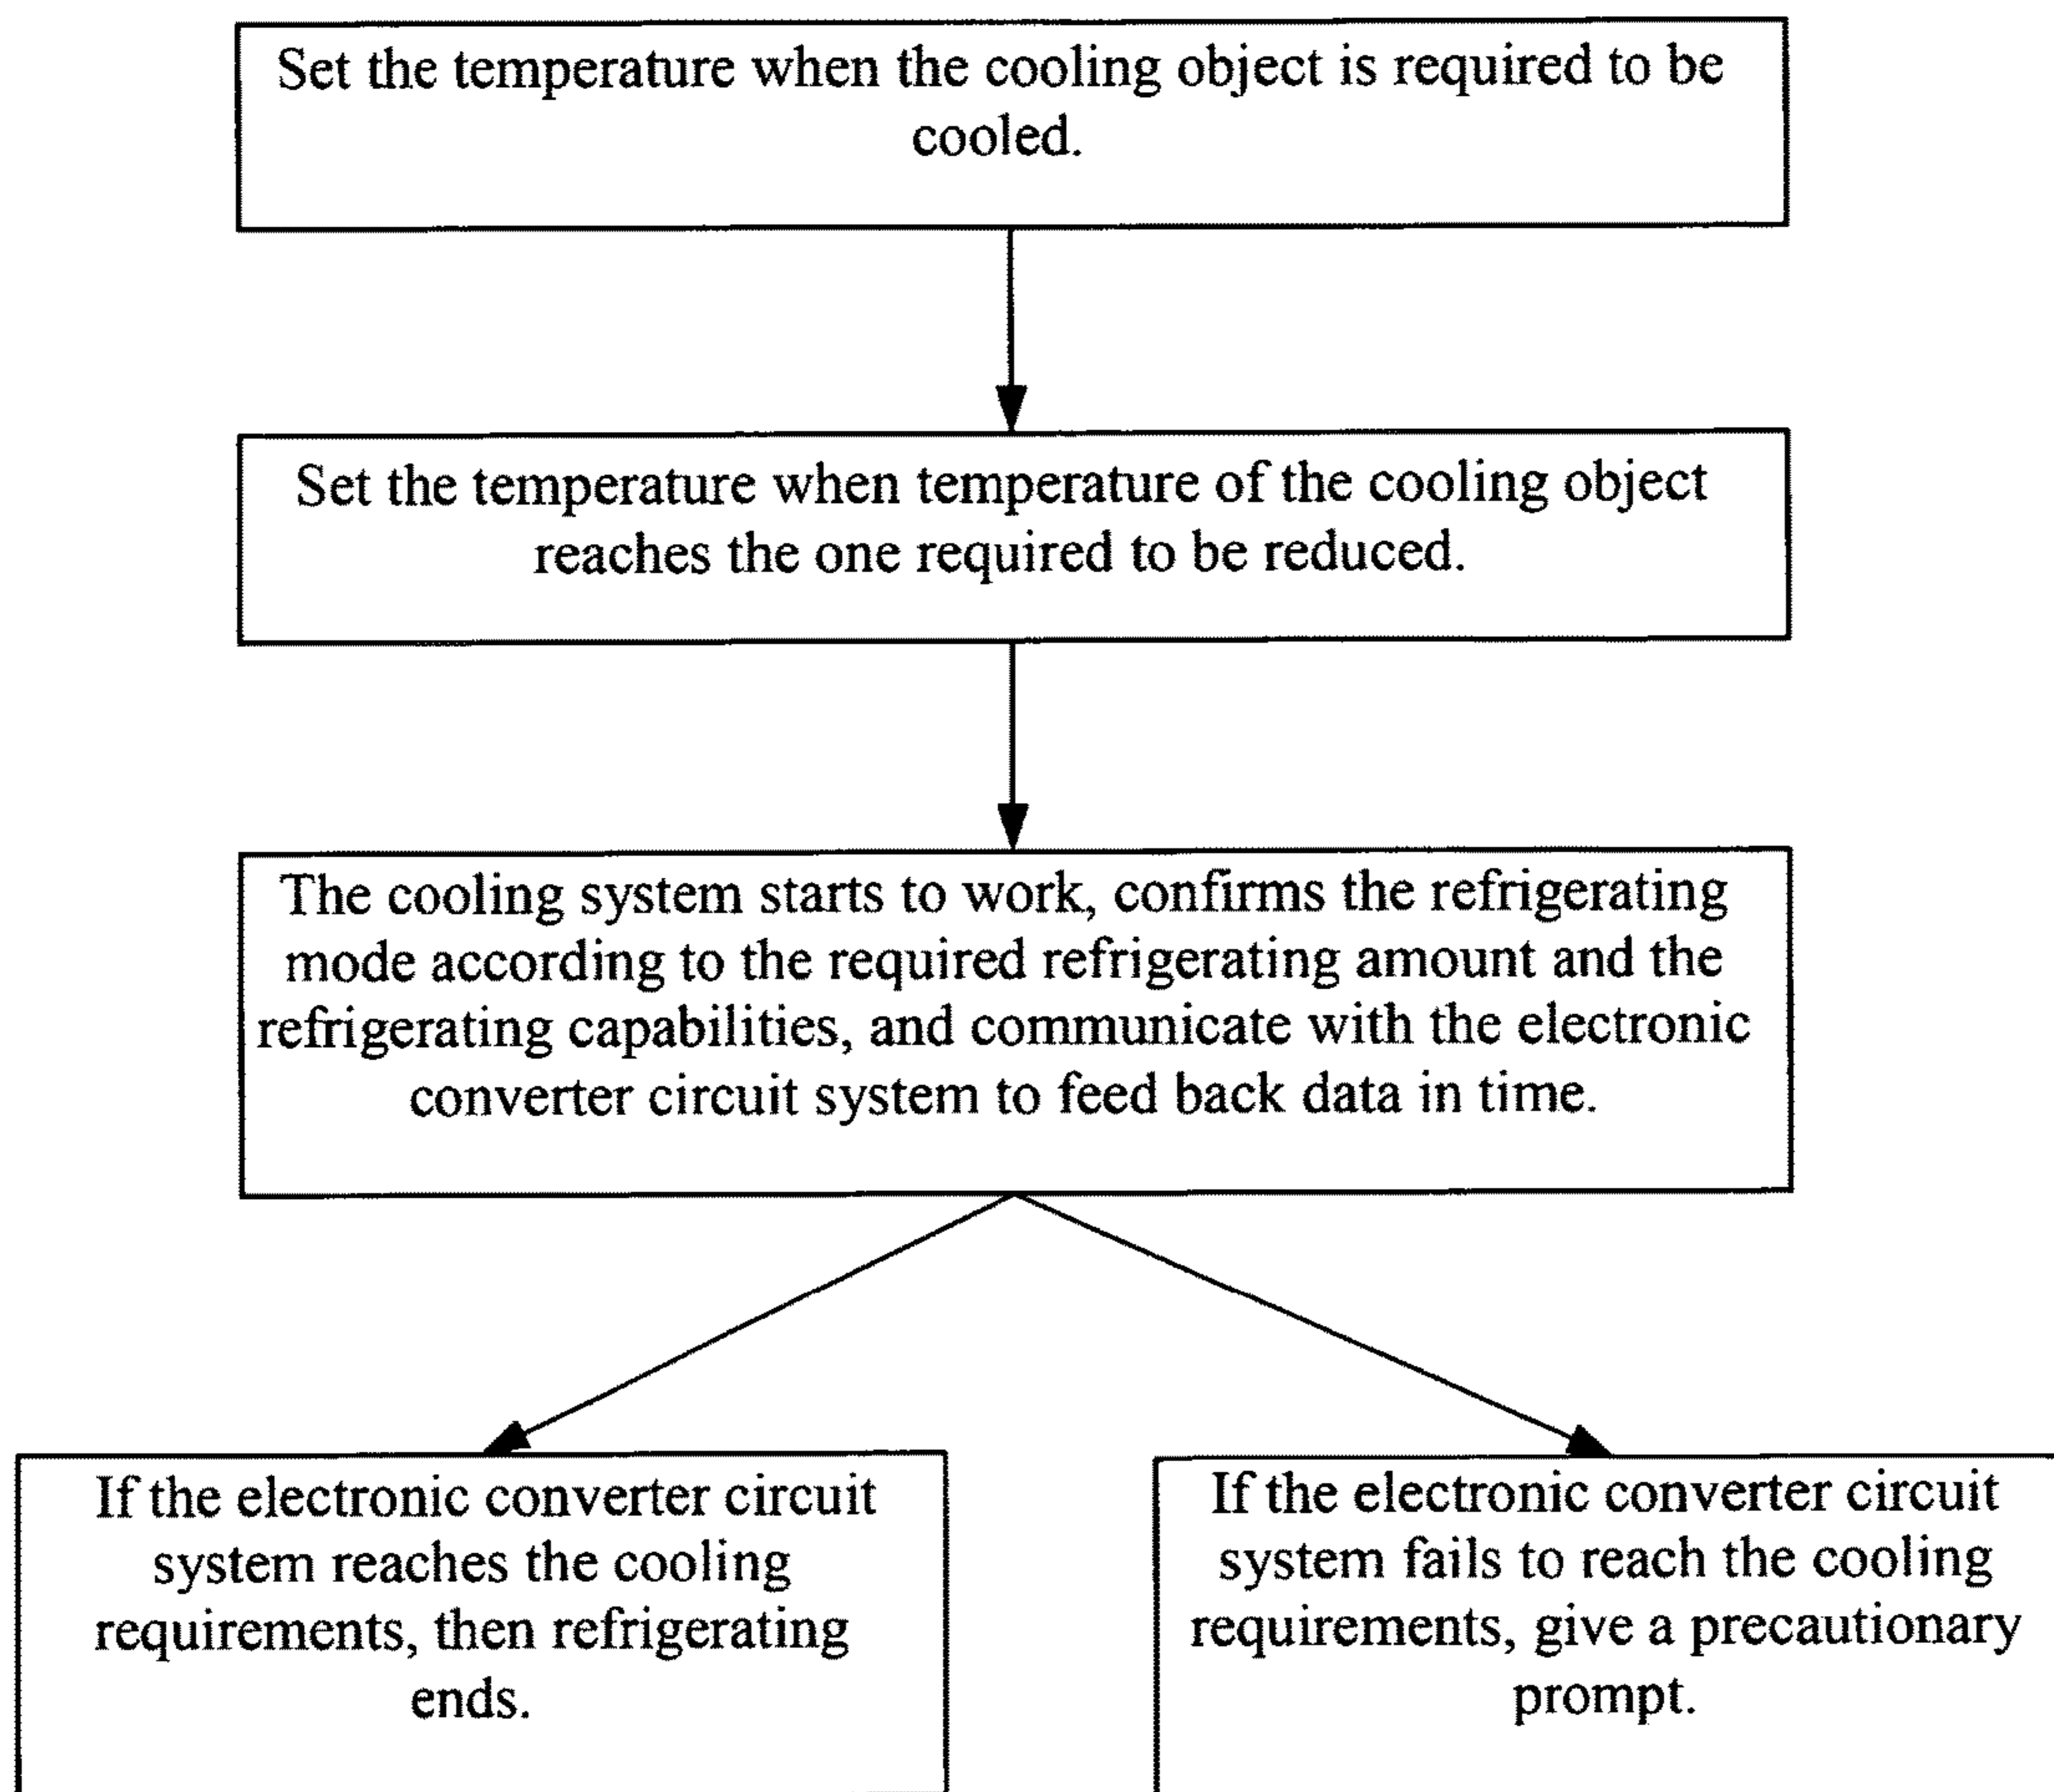 Set the temperature when the cooling object is required to be
cooled.
Set the temperature when temperature of the cooling object
reaches the one required to be reduced.
The cooling system starts to work, confirms the refrigerating
mode according to the required refrigerating amount and the
refrigerating capabilities, and communicate with the electronic
converter circuit system to feed back data in time.
If the electronic converter circuit
system reaches the cooling
requirements, then refrigerating
ends.
If the electronic converter circuit
system fails to reach the cooling
requirements, give a precautionary
prompt.